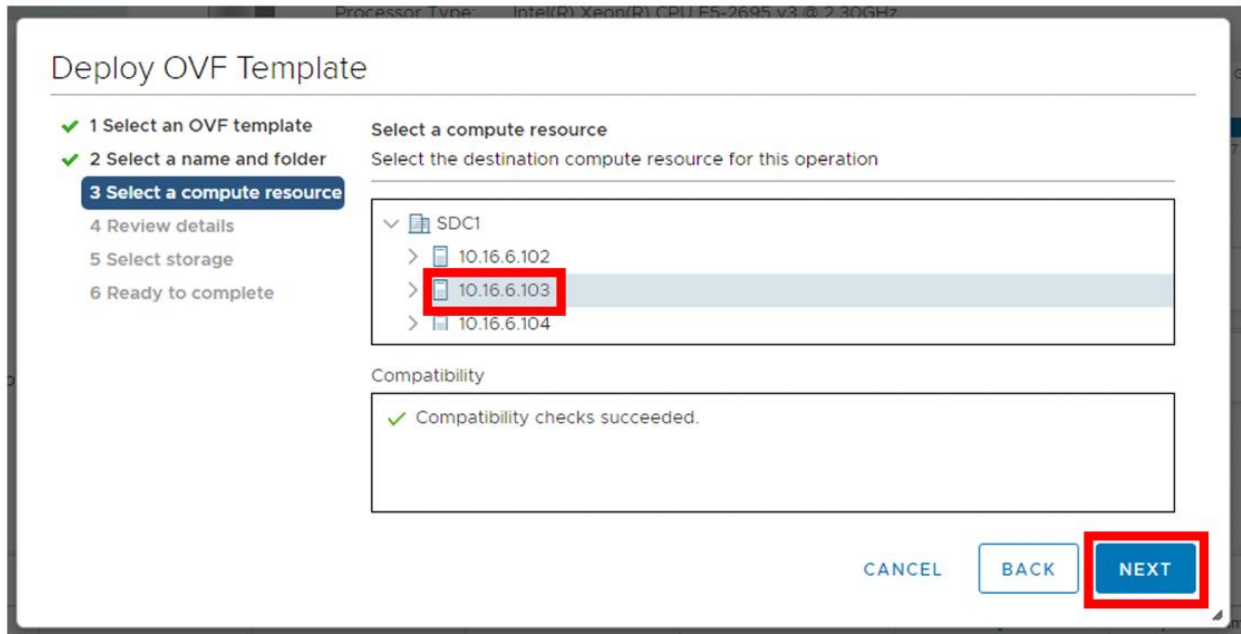 Processor Type: Intel(R) Xeon(R) CPU E5-2695 v3 @ 2.30GHz
Deploy OVF Template
1 Select an OVF template
2 Select a name and folder
3 Select a compute resource
4 Review details
5 Select storage
6 Ready to complete
Select a compute resource
Select the destination compute resource for this operation
SDC1
10.16.6.102
10.16.6.103
10.16.6.104
Compatibility
Compatibility checks succeeded.
CANCEL
BACK
NEXT